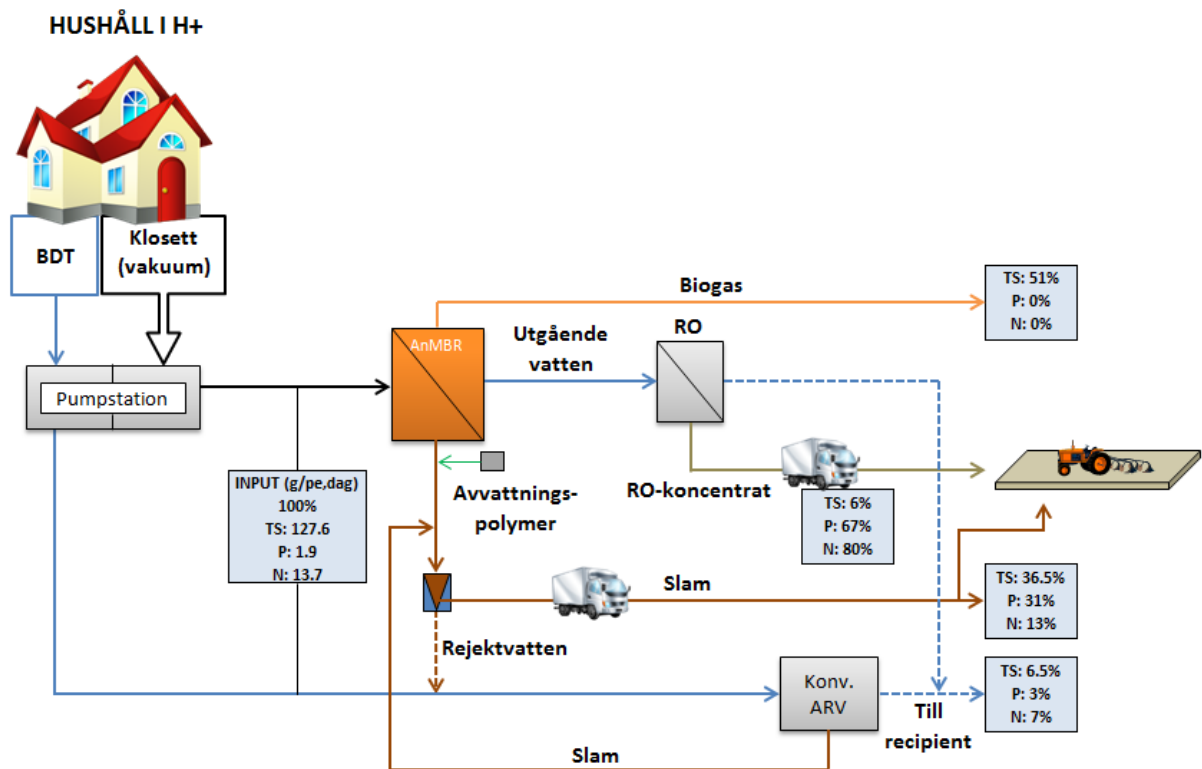 HUSHÅLL I H+
BDT
Klosett
(vakuum)
Pumpstation
INPUT (g/pe,dag)
100%
TS: 127.6
P: 1.9
N: 13.7
AnMBR
Biogas
Utgående
vatten
RO
TS: 51%
P: 0%
N: 0%
Avvattnings-
polymer
RO-koncentrat
TS: 6%
P: 67%
N: 80%
Slam
TS: 36.5%
P: 31%
N: 13%
Rejektvatten
Konv.
ARV
Till
recipient
TS: 6.5%
P: 3%
N: 7%
Slam